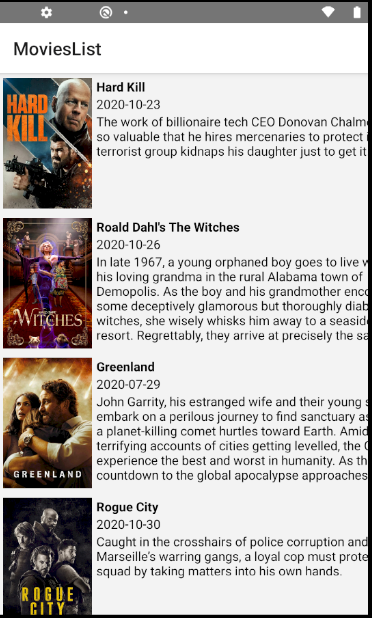 MoviesList
HARD
KILL
Hard Kill
2020-10-23
The work of billionaire tech CEO Donovan Chalm
so valuable that he hires mercenaries to protect
terrorist group kidnaps his daughter just to get it
WITCHES
Roald Dahl's The Witches
2020-10-26
In late 1967, a young orphaned boy goes to live
his loving grandma in the rural Alabama town of
Demopolis. As the boy and his grandmother enc
some deceptively glamorous but thoroughly diab
witches, she wisely whisks him away to a seasid
resort. Regrettably, they arrive at precisely the sa
GREENLAND
Greenland
2020-07-29
John Garrity, his estranged wife and their young
embark on a perilous journey to find sanctuary as
a planet-killing comet hurtles toward Earth. Amid
terrifying accounts of cities getting levelled, the
experience the best and worst in humanity. As th
countdown to the global apocalypse approaches
ROGUE
CITY
Rogue City
2020-10-30
Caught in the crosshairs of police corruption and
Marseille's warring gangs, a loyal cop must prote
squad by taking matters into his own hands.